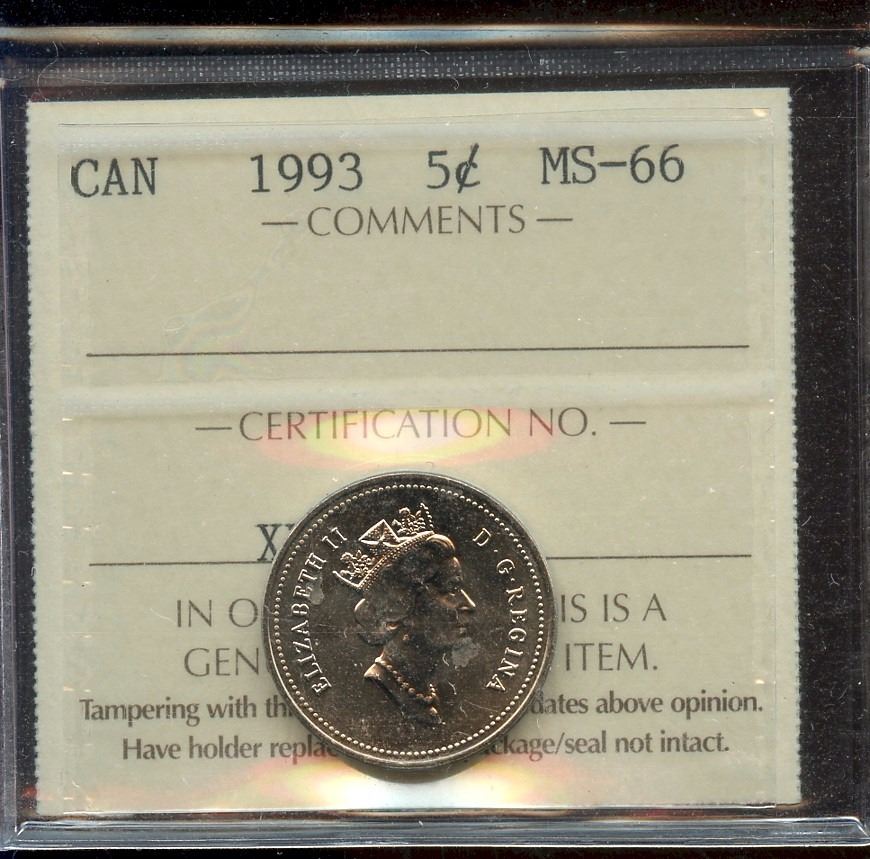 CAN 1993 5¢ MS-66
— COMMENTS —
— CERTIFICATION NO. —
ELIZABETH II D·G·REGINA
IN O IS IS A
GEN ITEM.
Tampering with th dates above opinion.
Have holder repla ckage/seal not intact.